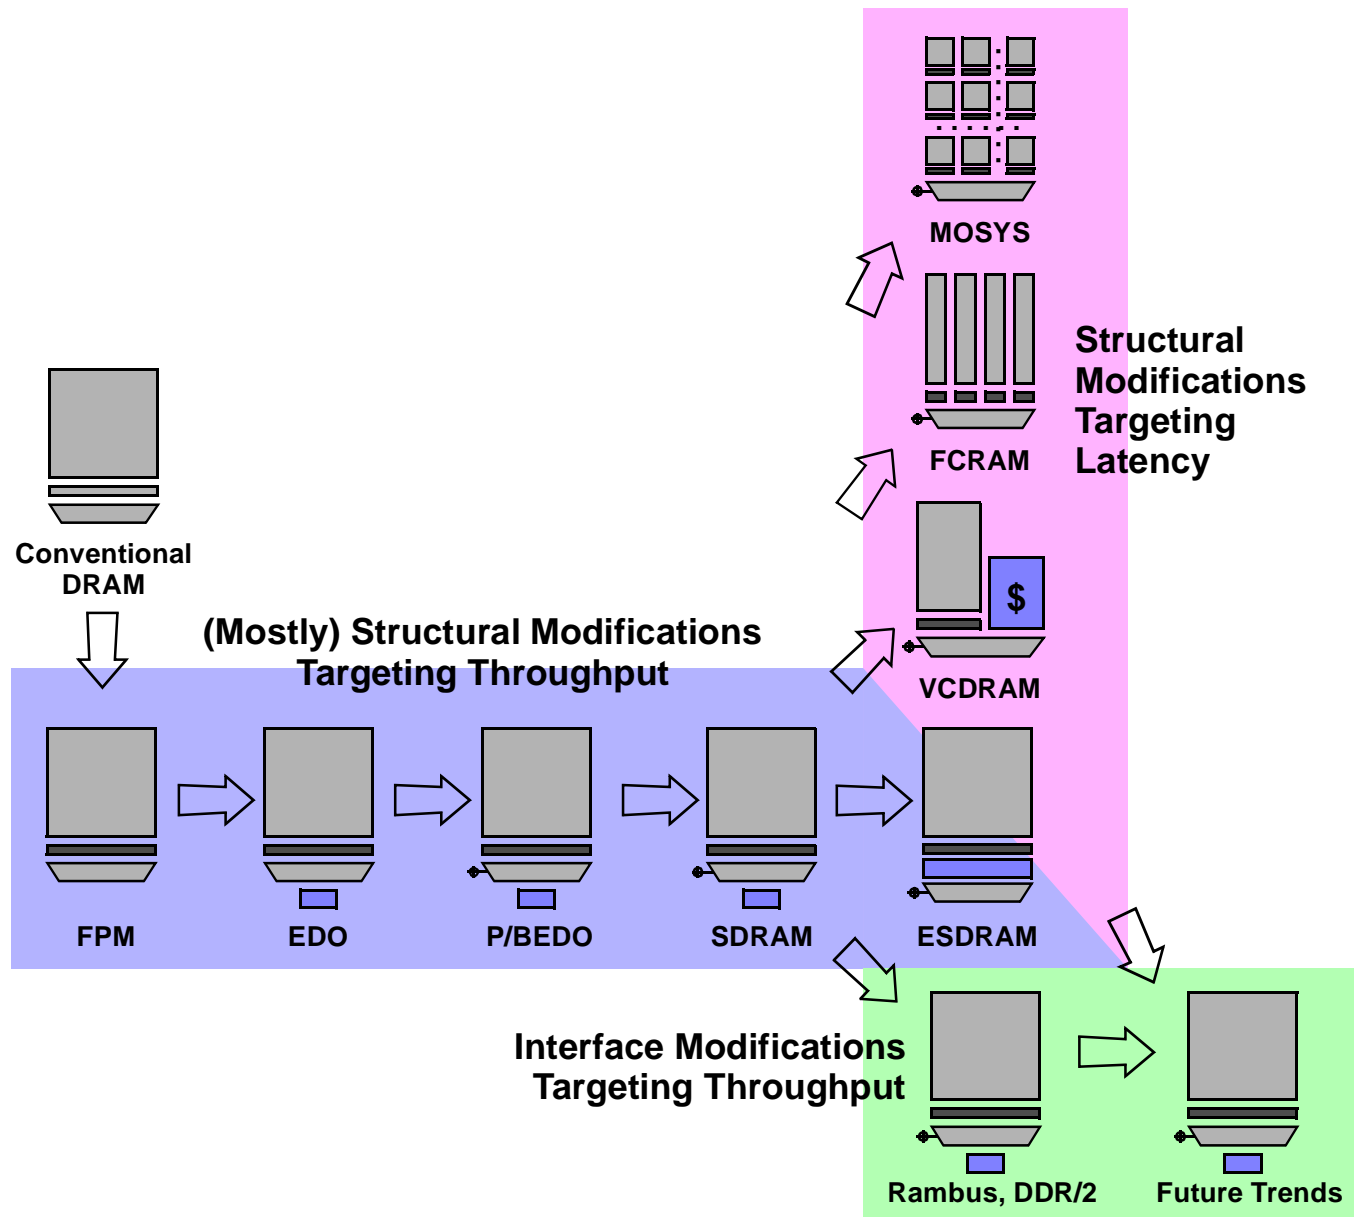 MOSYS
Structural
Modifications
Targeting
Latency
FCRAM
Conventional
DRAM
$
(Mostly) Structural Modifications
Targeting Throughput
VCDRAM
FPM
EDO
P/BEDO
SDRAM
ESDRAM
Interface Modifications
Targeting Throughput
Rambus, DDR/2
Future Trends